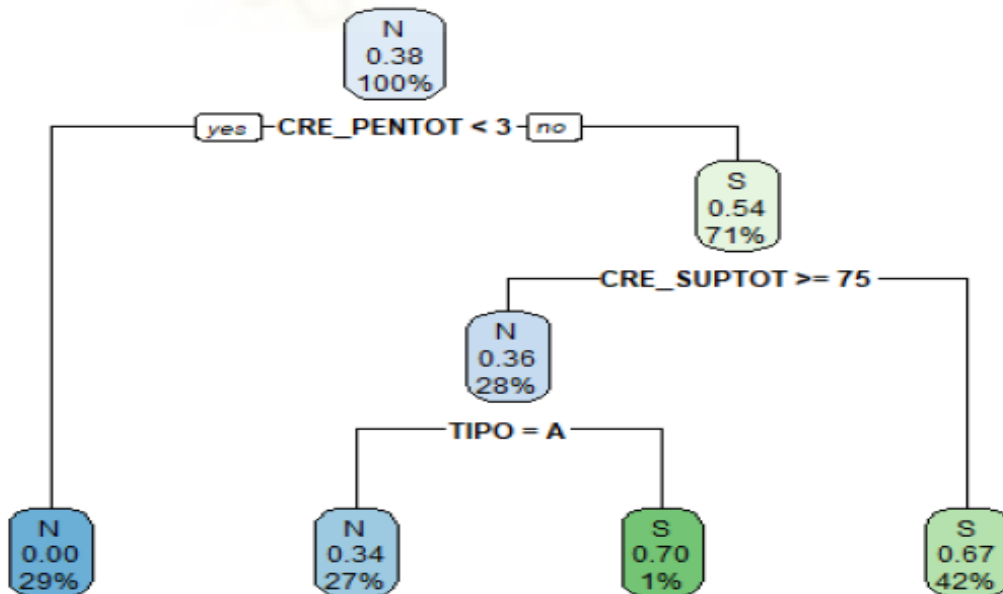 N
0.38
100%
yes CRE_PENTOT < 3 no
S
0.54
71%
CRE_SUPTOT >= 75
N
0.36
28%
TIPO = A
N
0.00
29%
N
0.34
27%
S
0.70
1%
S
0.67
42%